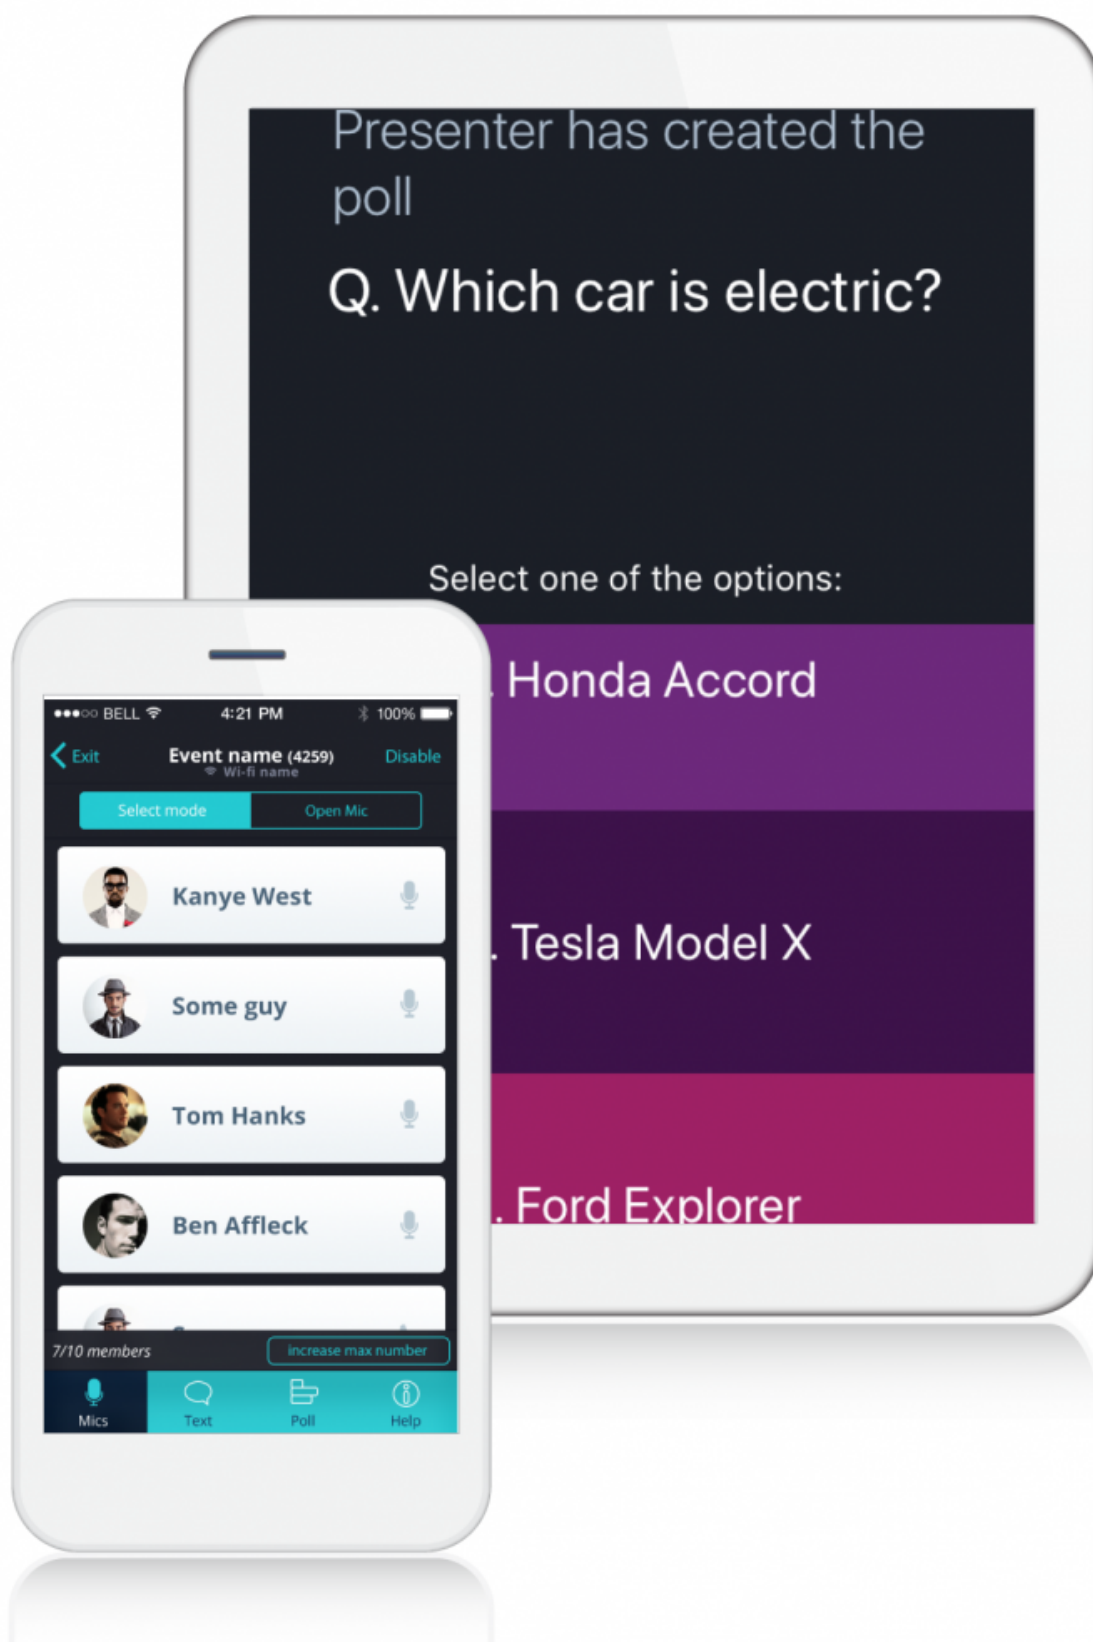 Presenter has created the
poll
Q. Which car is electric?
Select one of the options:
. Honda Accord
. Tesla Model X
. Ford Explorer
BELL 4:21 PM 100%
Exit Event name (4259) Disable
Wi-fi name
Select mode Open Mic
Kanye West
Some guy
Tom Hanks
Ben Affleck
7/10 members increase max number
Mics Text Poll Help